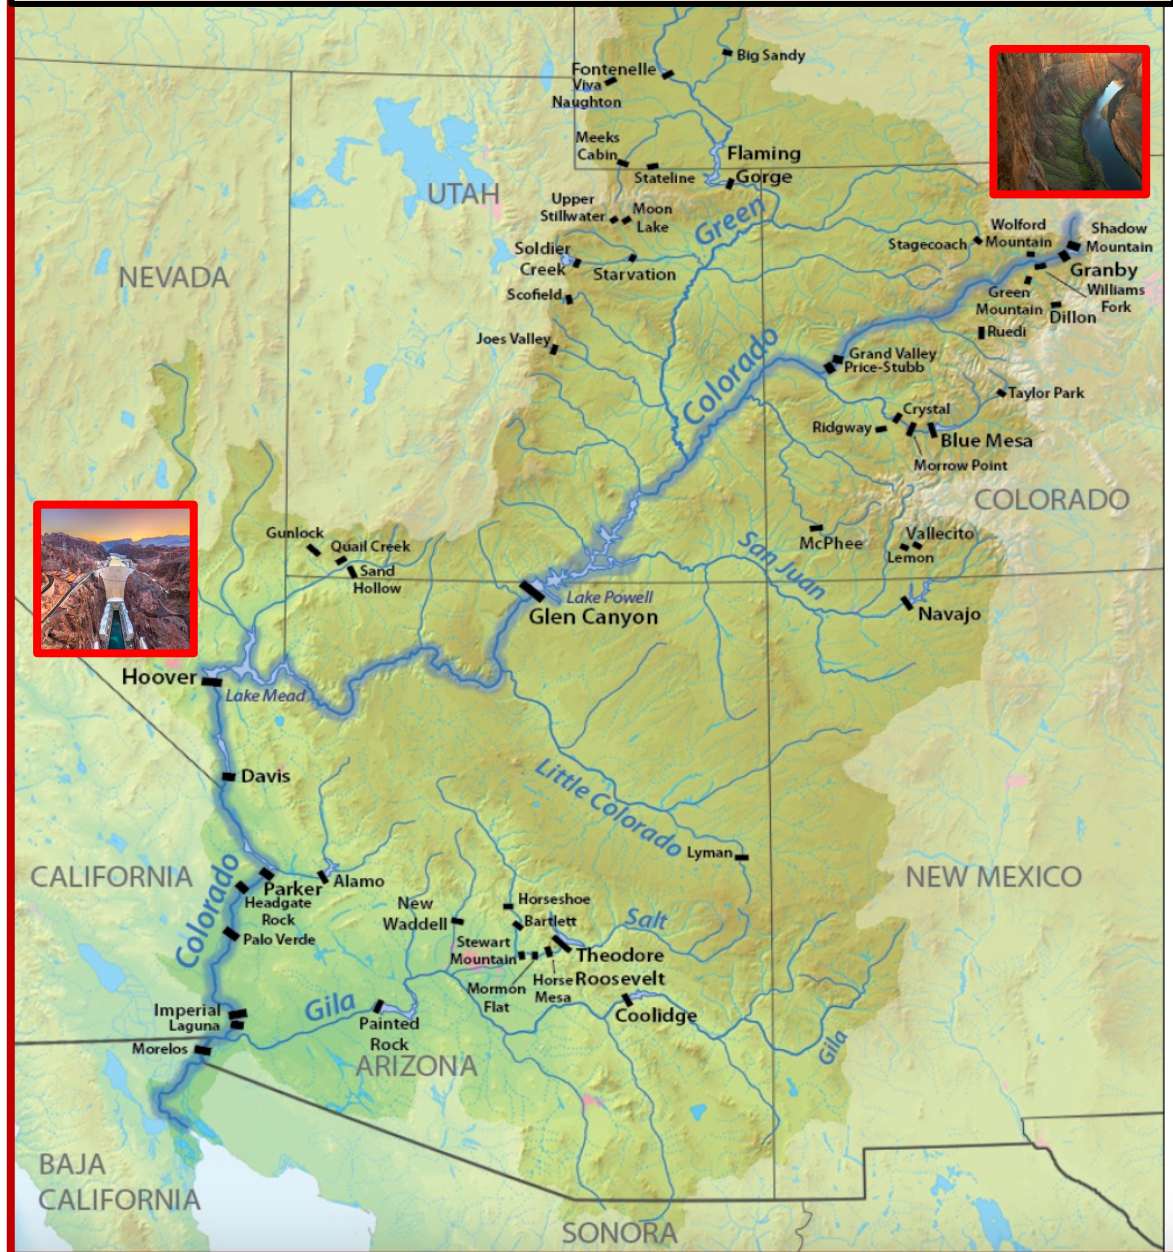 Big Sandy
Fontenelle
Viva
Naughton
Meeks
Cabin
Stateline
Flaming
Gorge
UTAH
Upper
Stillwater
Moon
Lake
Green
Wolford
Mountain
Shadow
Mountain
Stagecoach
Soldier
Creek
Starvation
Granby
NEVADA
Scofield
Green
Mountain
Williams
Fork
Dillon
Ruedi
Joes Valley
Colorado
Grand Valley
Price-Stubb
Taylor Park
Crystal
Ridgway
Blue Mesa
Morrow Point
COLORADO
Gunlock
Quail Creek
Sand
Hollow
McPhee
Vallecito
Lemon
San Juan
Lake Powell
Glen Canyon
Navajo
Hoover
Lake Mead
Davis
Little Colorado
Lyman
CALIFORNIA
Colorado
Parker
Alamo
Headgate
Rock
Palo Verde
NEW MEXICO
New
Waddell
Horseshoe
Bartlett
Salt
Stewart
Mountain
Theodore
Roosevelt
Mormon
Flat
Horse
Mesa
Imperial
Laguna
Gila
Painted
Rock
Coolidge
Morelos
ARIZONA
Gila
BAJA
CALIFORNIA
SONORA